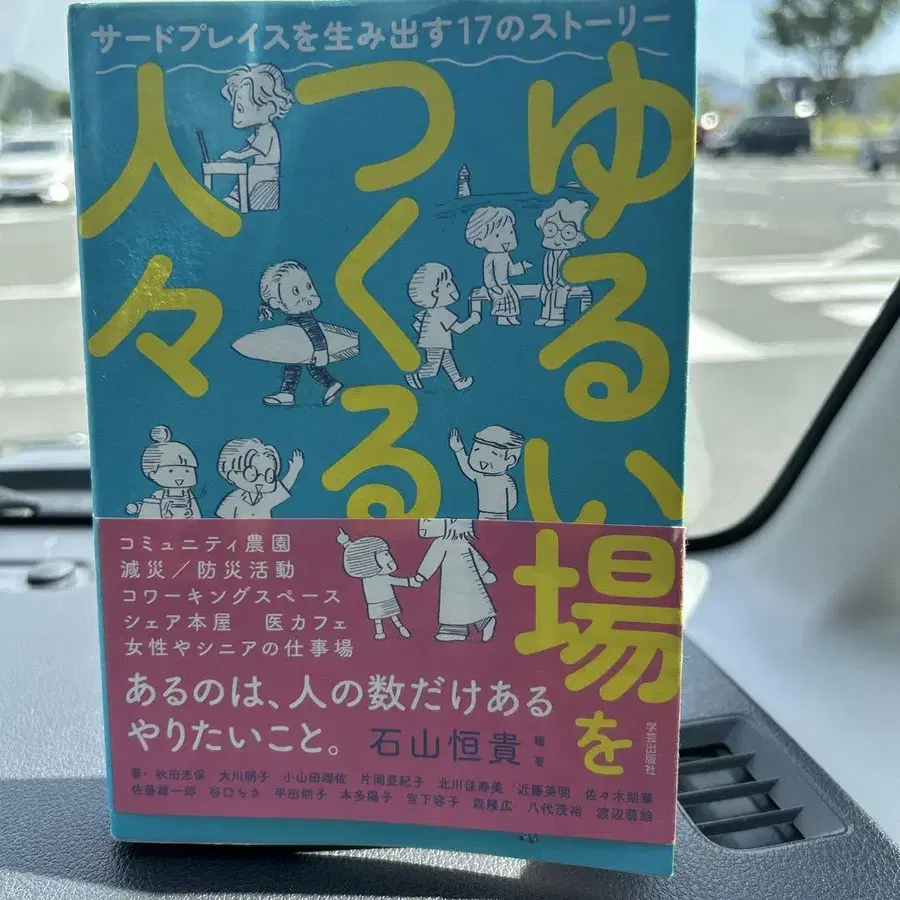 サードプレイスを生み出す17のストーリー
ゆるい場を
つくる
人々
コミュニティ農園
減災／防災活動
コワーキングスペース
シェア本屋　医カフェ
女性やシニアの仕事場
あるのは、人の数だけある
やりたいこと。
石山恒貴 編著
学芸出版社
著・秋田志保　大川朝子　小山田理佐　片岡亜紀子　北川佳寿美　近藤英明　佐々木梨華
佐藤雄一郎　谷口ちさ　平田朗子　本多陽子　宮下容子　森隆広　八代茂裕　渡辺萌絵